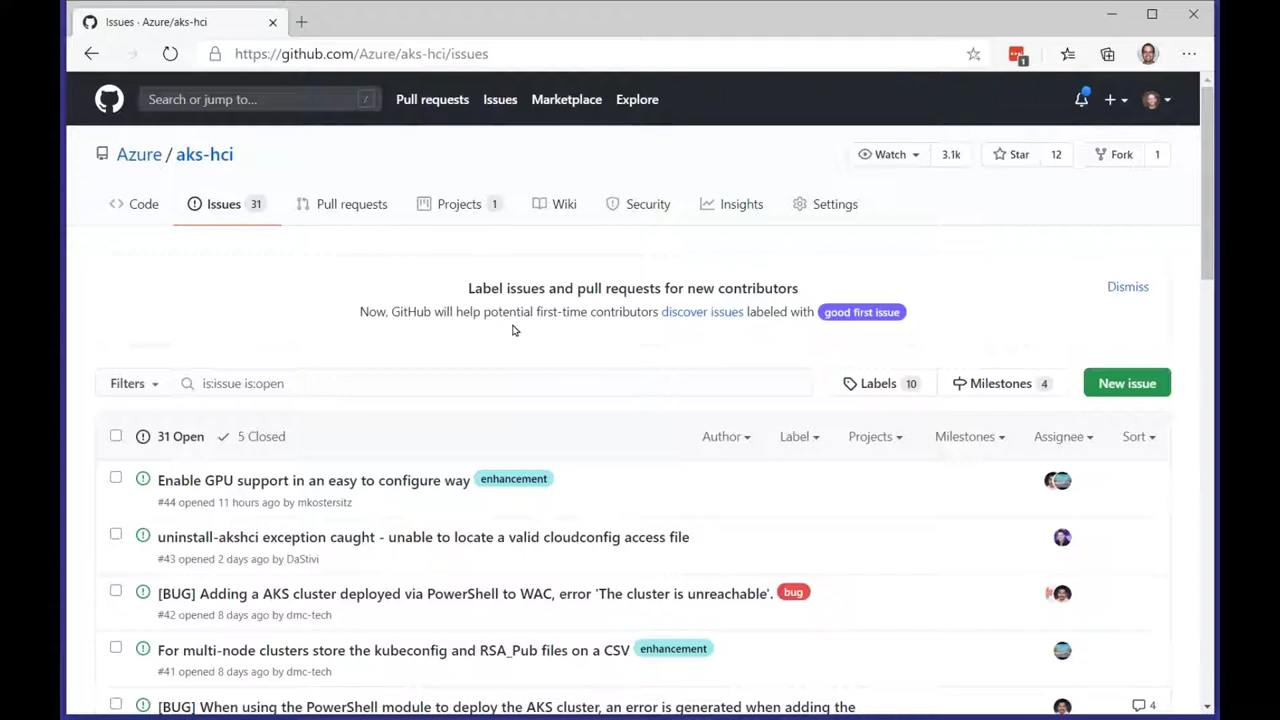 Issues · Azure/aks-hci
https://github.com/Azure/aks-hci/issues
1
Search or jump to... /
Pull requests Issues Marketplace Explore
Azure / aks-hci
Watch 3.1k Star 12 Fork 1
Code Issues 31 Pull requests Projects 1 Wiki Security Insights Settings
Label issues and pull requests for new contributors
Dismiss
Now, GitHub will help potential first-time contributors discover issues labeled with good first issue
Filters is:issue is:open Labels 10 Milestones 4 New issue
31 Open 5 Closed Author Label Projects Milestones Assignee Sort
Enable GPU support in an easy to configure way enhancement
#44 opened 11 hours ago by mkostersitz
uninstall-akshci exception caught - unable to locate a valid cloudconfig access file
#43 opened 2 days ago by DaStivi
[BUG] Adding a AKS cluster deployed via PowerShell to WAC, error 'The cluster is unreachable'. bug
#42 opened 8 days ago by dmc-tech
For multi-node clusters store the kubeconfig and RSA_Pub files on a CSV enhancement
#41 opened 8 days ago by dmc-tech
[BUG] When using the PowerShell module to deploy the AKS cluster, an error is generated when adding the 4